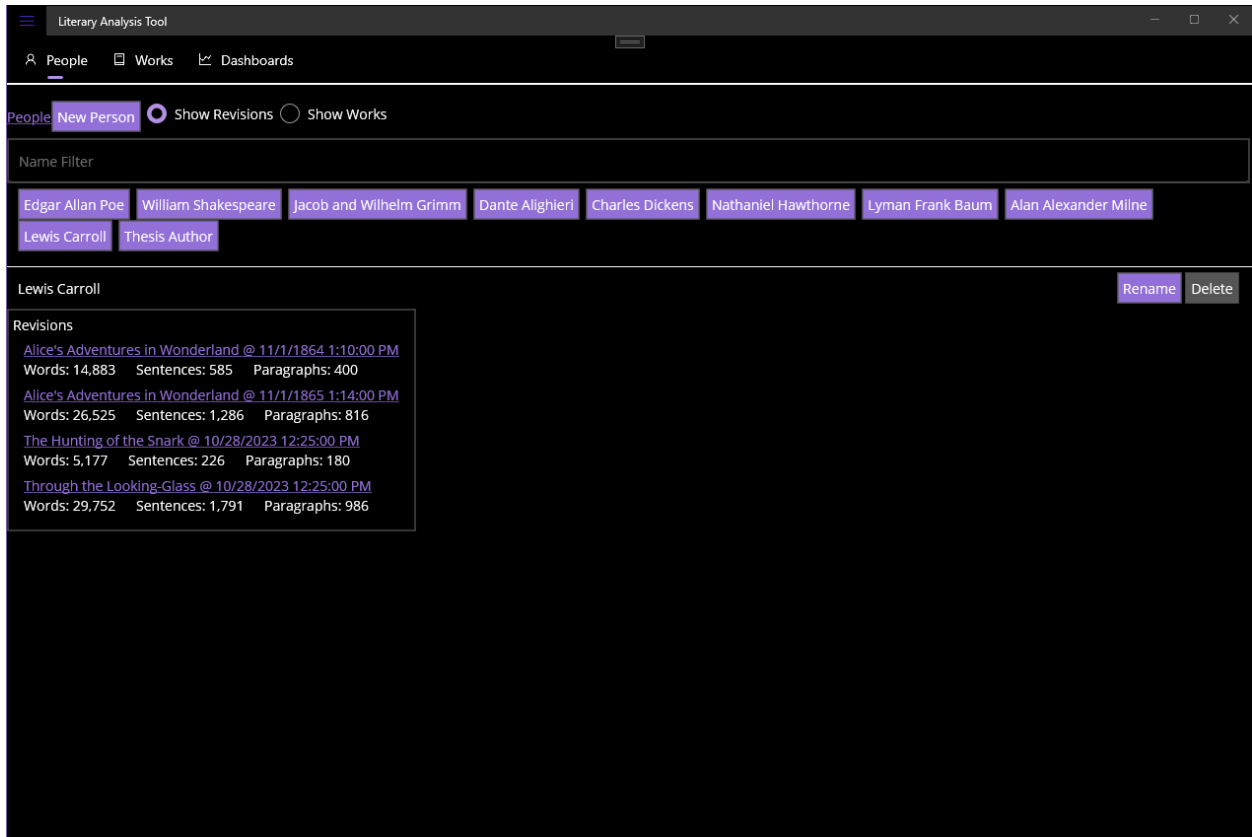 Literary Analysis Tool
People Works Dashboards
People New Person Show Revisions Show Works
Name Filter
Edgar Allan Poe William Shakespeare Jacob and Wilhelm Grimm Dante Alighieri Charles Dickens Nathaniel Hawthorne Lyman Frank Baum Alan Alexander Milne
Lewis Carroll Thesis Author
Lewis Carroll Rename Delete
Revisions
Alice's Adventures in Wonderland @ 11/1/1864 1:10:00 PM
Words: 14,883 Sentences: 585 Paragraphs: 400
Alice's Adventures in Wonderland @ 11/1/1865 1:14:00 PM
Words: 26,525 Sentences: 1,286 Paragraphs: 816
The Hunting of the Snark @ 10/28/2023 12:25:00 PM
Words: 5,177 Sentences: 226 Paragraphs: 180
Through the Looking-Glass @ 10/28/2023 12:25:00 PM
Words: 29,752 Sentences: 1,791 Paragraphs: 986